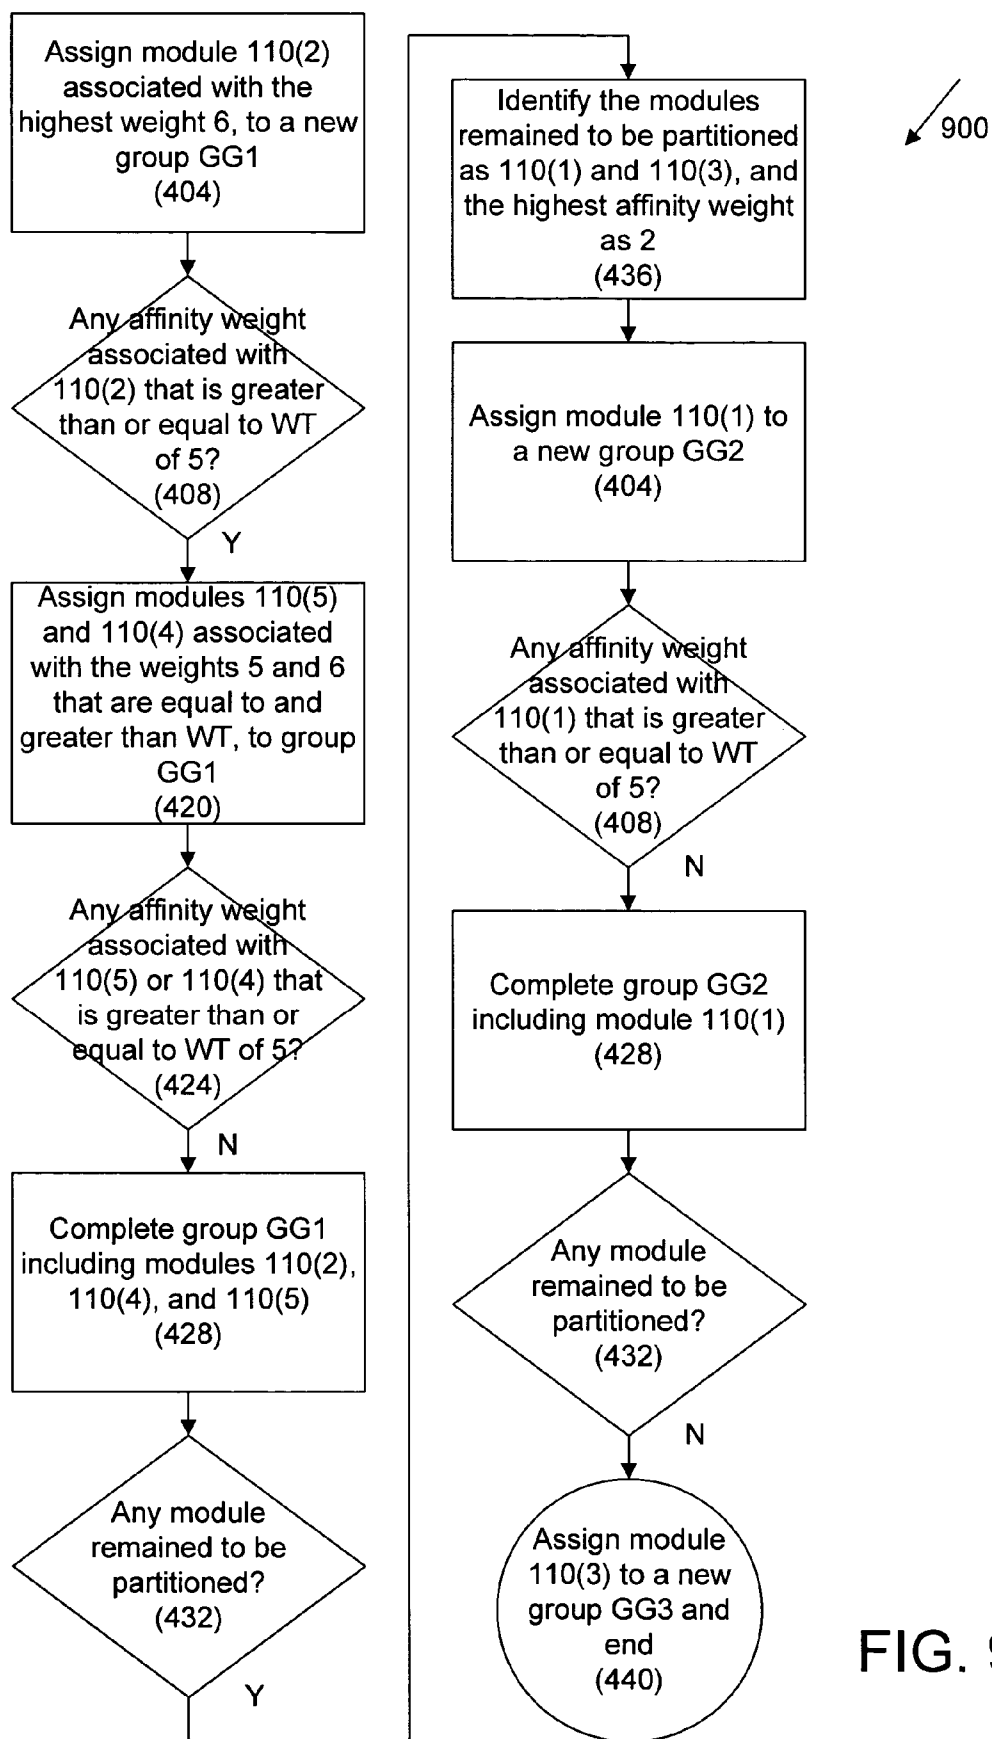 Assign module 110(2)
associated with the
highest weight 6, to a new
group GG1
(404)
Any affinity weight
associated with
110(2) that is greater
than or equal to WT
of 5?
(408)
Y
Assign modules 110(5)
and 110(4) associated
with the weights 5 and 6
that are equal to and
greater than WT, to group
GG1
(420)
Any affinity weight
associated with
110(5) or 110(4) that
is greater than or
equal to WT of 5?
(424)
N
Complete group GG1
including modules 110(2),
110(4), and 110(5)
(428)
Any module
remained to be
partitioned?
(432)
Y
Identify the modules
remained to be partitioned
as 110(1) and 110(3), and
the highest affinity weight
as 2
(436)
Assign module 110(1) to
a new group GG2
(404)
Any affinity weight
associated with
110(1) that is greater
than or equal to WT
of 5?
(408)
N
Complete group GG2
including module 110(1)
(428)
Any module
remained to be
partitioned?
(432)
N
Assign module
110(3) to a new
group GG3 and
end
(440)
900
FIG. 9